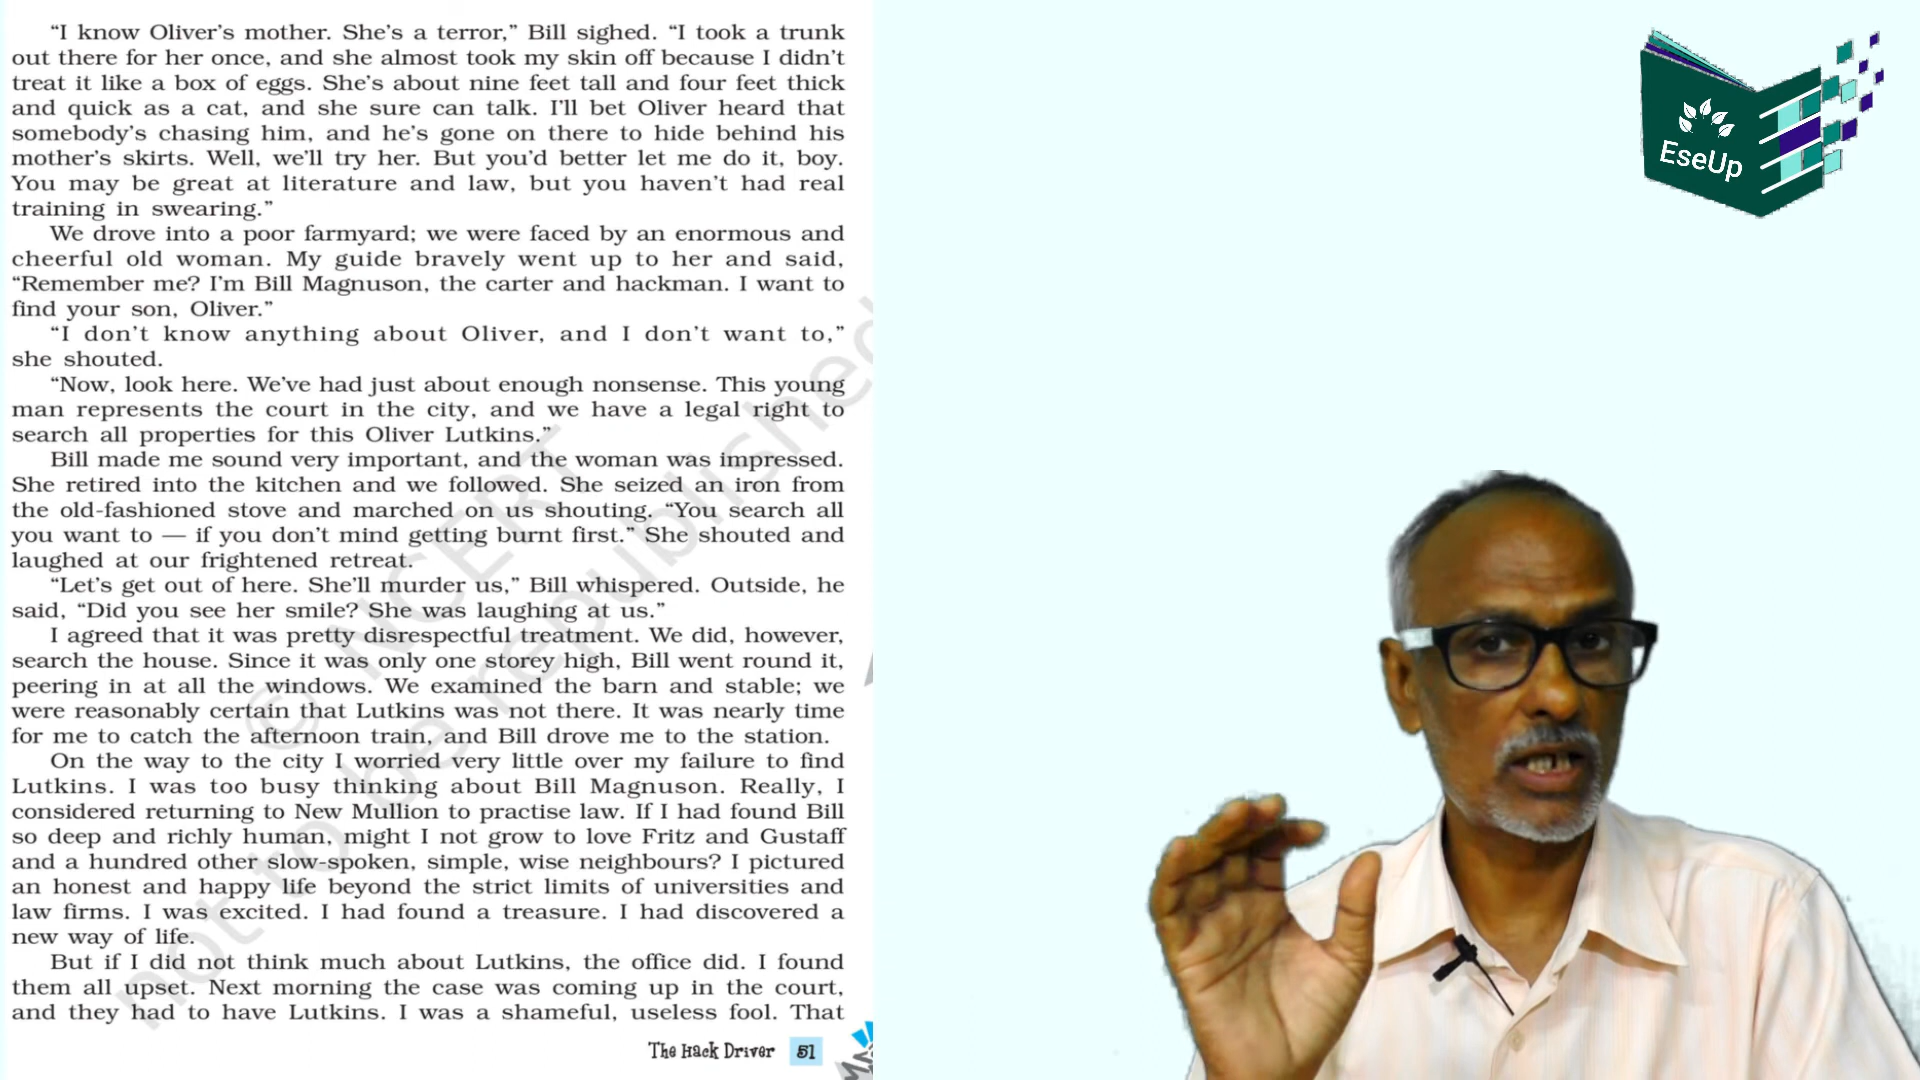 “I know Oliver’s mother. She’s a terror,” Bill sighed. “I took a trunk
out there for her once, and she almost took my skin off because I didn’t
treat it like a box of eggs. She’s about nine feet tall and four feet thick
and quick as a cat, and she sure can talk. I’ll bet Oliver heard that
somebody’s chasing him, and he’s gone on there to hide behind his
mother’s skirts. Well, we’ll try her. But you’d better let me do it, boy.
You may be great at literature and law, but you haven’t had real
training in swearing.”
We drove into a poor farmyard; we were faced by an enormous and
cheerful old woman. My guide bravely went up to her and said,
“Remember me? I’m Bill Magnuson, the carter and hackman. I want to
find your son, Oliver.”
“I don’t know anything about Oliver, and I don’t want to,”
she shouted.
“Now, look here. We’ve had just about enough nonsense. This young
man represents the court in the city, and we have a legal right to
search all properties for this Oliver Lutkins.”
Bill made me sound very important, and the woman was impressed.
She retired into the kitchen and we followed. She seized an iron from
the old-fashioned stove and marched on us shouting. “You search all
you want to — if you don’t mind getting burnt first.” She shouted and
laughed at our frightened retreat.
“Let’s get out of here. She’ll murder us,” Bill whispered. Outside, he
said, “Did you see her smile? She was laughing at us.”
I agreed that it was pretty disrespectful treatment. We did, however,
search the house. Since it was only one storey high, Bill went round it,
peering in at all the windows. We examined the barn and stable; we
were reasonably certain that Lutkins was not there. It was nearly time
for me to catch the afternoon train, and Bill drove me to the station.
On the way to the city I worried very little over my failure to find
Lutkins. I was too busy thinking about Bill Magnuson. Really, I
considered returning to New Mullion to practise law. If I had found Bill
so deep and richly human, might I not grow to love Fritz and Gustaff
and a hundred other slow-spoken, simple, wise neighbours? I pictured
an honest and happy life beyond the strict limits of universities and
law firms. I was excited. I had found a treasure. I had discovered a
new way of life.
But if I did not think much about Lutkins, the office did. I found
them all upset. Next morning the case was coming up in the court,
and they had to have Lutkins. I was a shameful, useless fool. That
The Hack Driver 51
© NCERT
not to be republished
EseUp